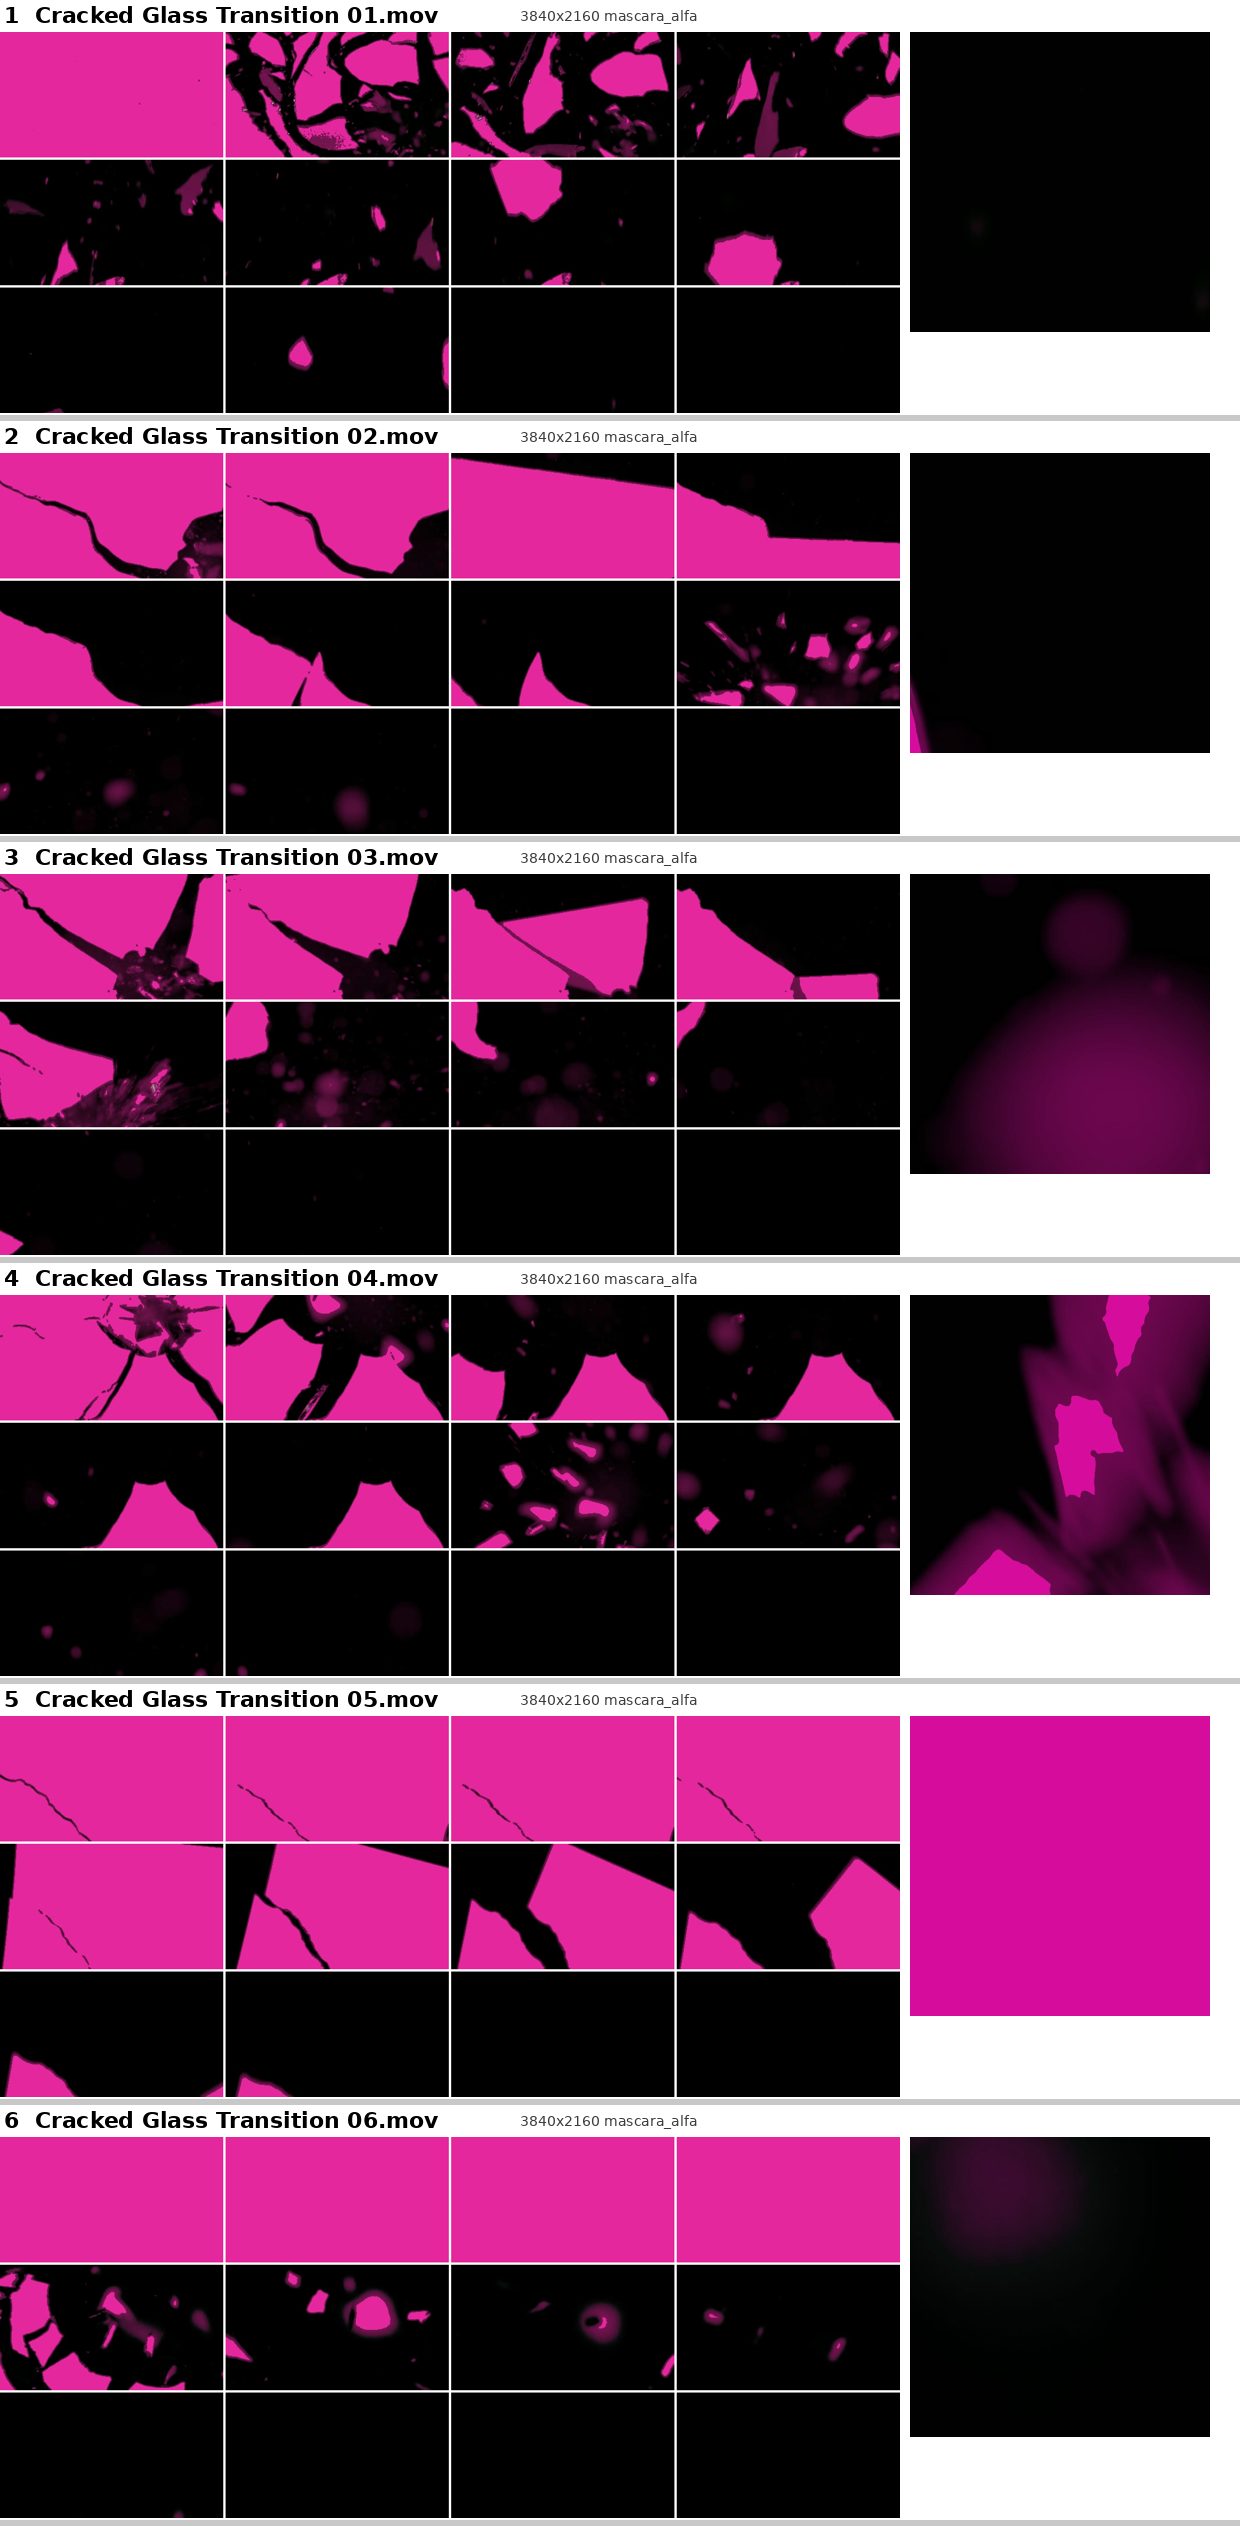 1 Cracked Glass Transition 01.mov 3840x2160 mascara_alfa
2 Cracked Glass Transition 02.mov 3840x2160 mascara_alfa
3 Cracked Glass Transition 03.mov 3840x2160 mascara_alfa
4 Cracked Glass Transition 04.mov 3840x2160 mascara_alfa
5 Cracked Glass Transition 05.mov 3840x2160 mascara_alfa
6 Cracked Glass Transition 06.mov 3840x2160 mascara_alfa